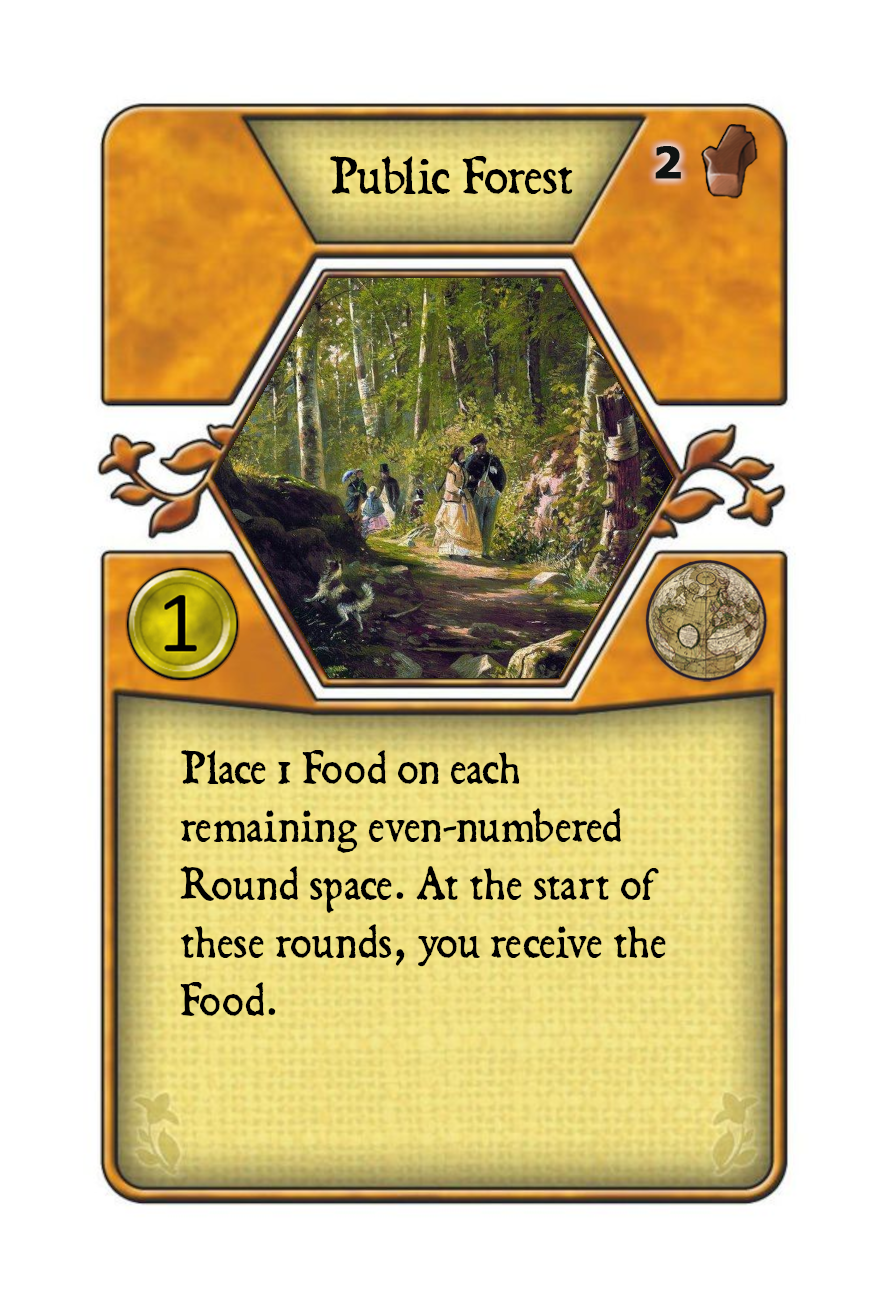 Public Forest
2
1
Place 1 Food on each
remaining even-numbered
Round space. At the start of
these rounds, you receive the
Food.